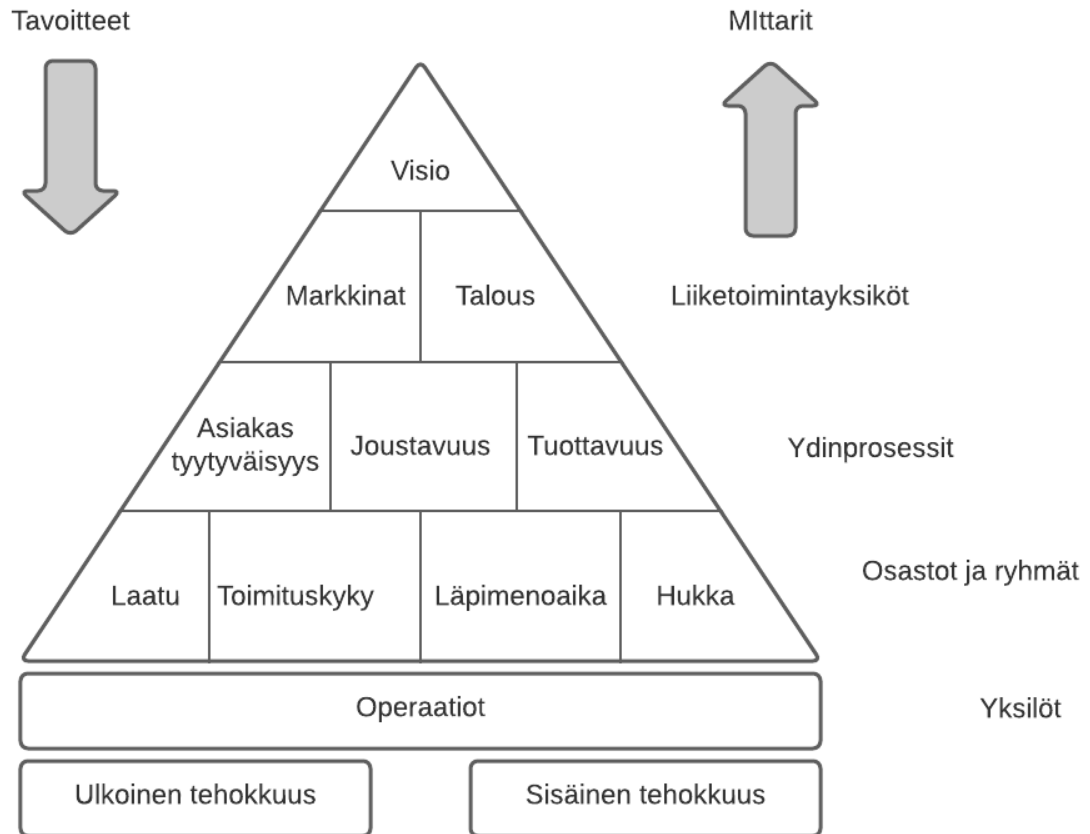 Tavoitteet
MIttarit
Visio
Markkinat
Talous
Liiketoimintayksiköt
Asiakas
tyytyväisyys
Joustavuus
Tuottavuus
Ydinprosessit
Laatu
Toimituskyky
Läpimenoaika
Hukka
Osastot ja ryhmät
Operaatiot
Yksilöt
Ulkoinen tehokkuus
Sisäinen tehokkuus